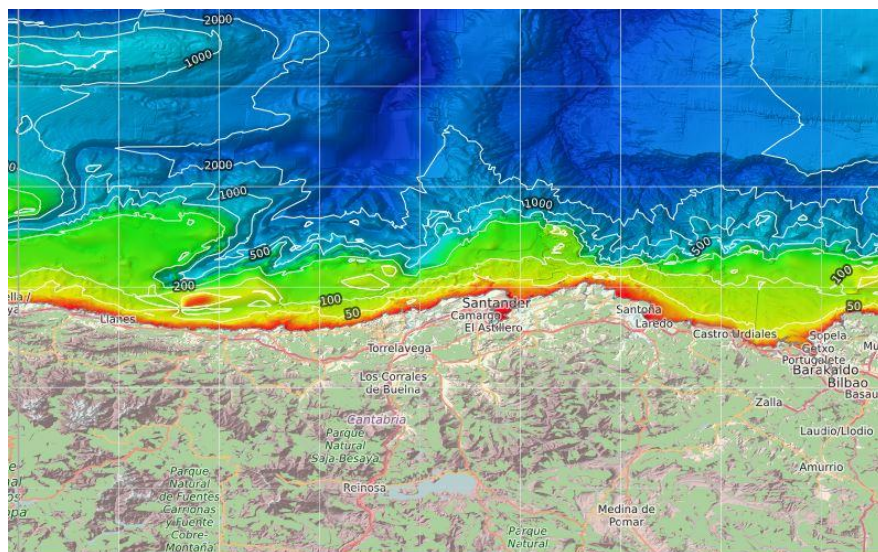 2000
1000
2000
1000
1000
500
500
200
100
100
50
50
ella /
Llanes
Santander
Camargo
El Astillero
Santoña
Laredo
Castro Urdiales
Sopela
Getxo
Portugalete
Barakaldo
Bilbao
Basau
Mu
Torrelavega
Los Corrales
de Buelna
Zalla
Cantabria
Parque
Natural
Saja-Besaya
Laudio/Llodio
Amurrio
Reinosa
Parque
Natural
de Fuentes
Carrionas
y Fuente
Cobre-
Montaña
Medina de
Pomar
Parque
Natural